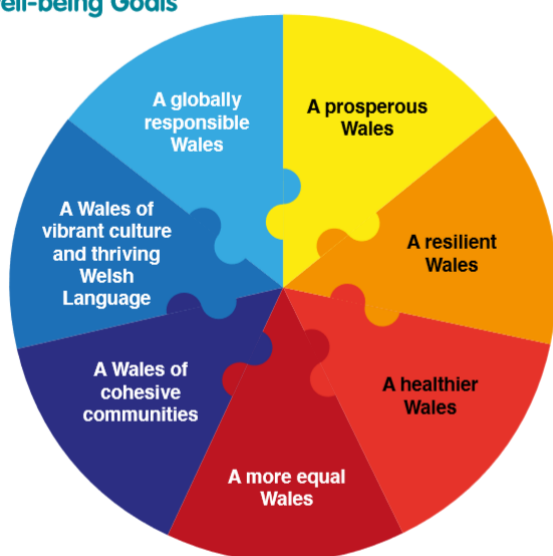 ell-being Goals
A globally
responsible
Wales
A prosperous
Wales
A Wales of
vibrant culture
and thriving
Welsh
Language
A resilient
Wales
A Wales of
cohesive
communities
A healthier
Wales
A more equal
Wales